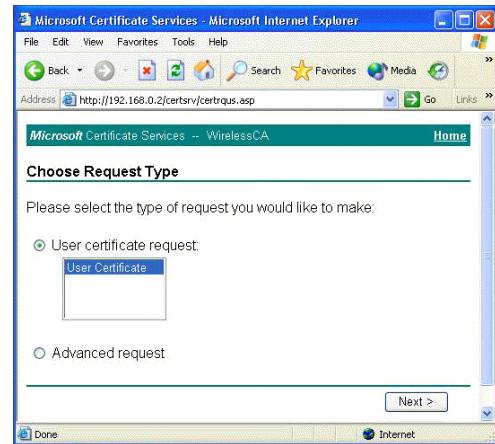 Microsoft Certificate Services - Microsoft Internet Explorer
File Edit View Favorites Tools Help
Back Search Favorites Media »
Address http://192.168.0.2/certsrv/certrqus.asp Go Links »
Microsoft Certificate Services -- WirelessCA Home
Choose Request Type
Please select the type of request you would like to make:
User certificate request:
User Certificate
Advanced request
Next >
Done Internet